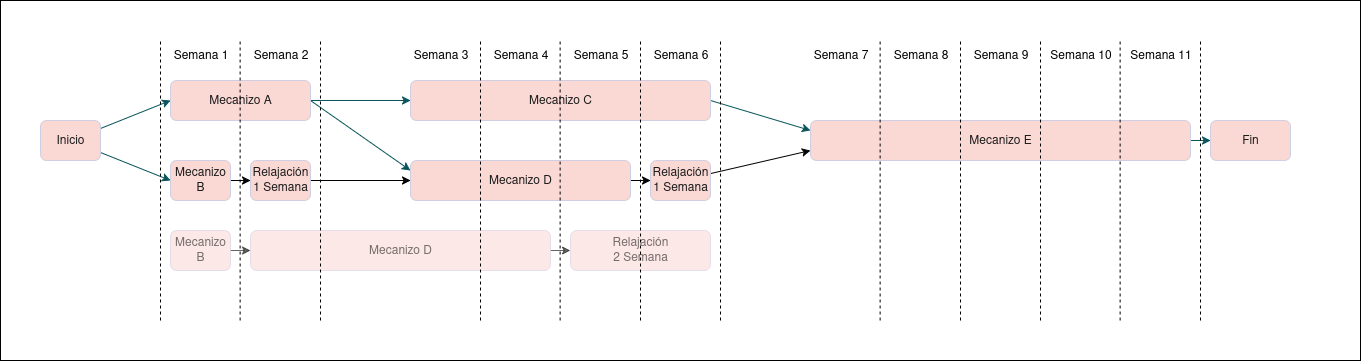 Semana 1
Semana 2
Semana 3
Semana 4
Semana 5
Semana 6
Semana 7
Semana 8
Semana 9
Semana 10
Semana 11
Mecanizo A
Mecanizo C
Inicio
Mecanizo E
Fin
Mecanizo
B
Relajación
1 Semana
Mecanizo D
Relajación
1 Semana
Mecanizo
B
Mecanizo D
Relajación
2 Semana